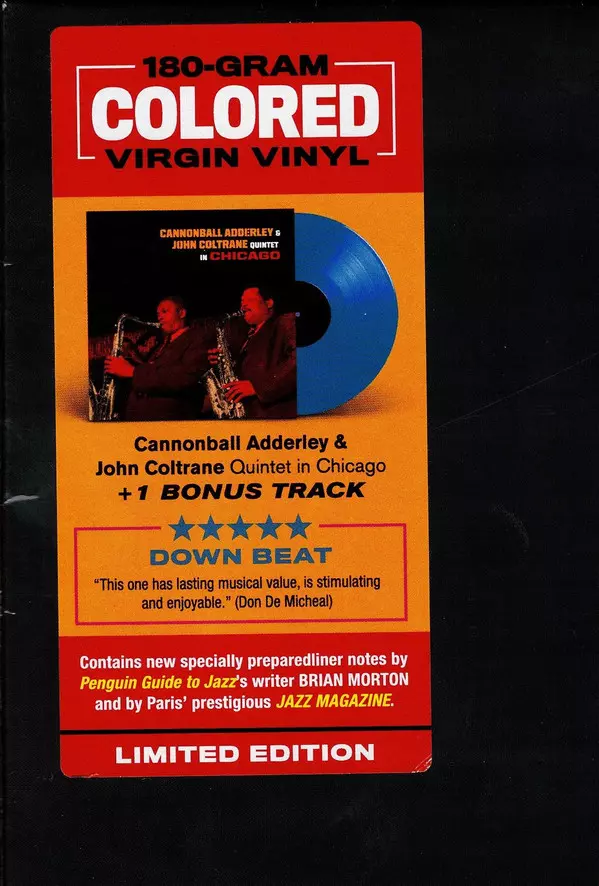 180-GRAM
COLORED
VIRGIN VINYL
CANNONBALL ADDERLEY &
JOHN COLTRANE QUINTET
IN CHICAGO
Cannonball Adderley &
John Coltrane Quintet in Chicago
+1 BONUS TRACK
DOWN BEAT
“This one has lasting musical value, is stimulating
and enjoyable.” (Don De Micheal)
Contains new specially preparedliner notes by
Penguin Guide to Jazz's writer BRIAN MORTON
and by Paris' prestigious JAZZ MAGAZINE.
LIMITED EDITION